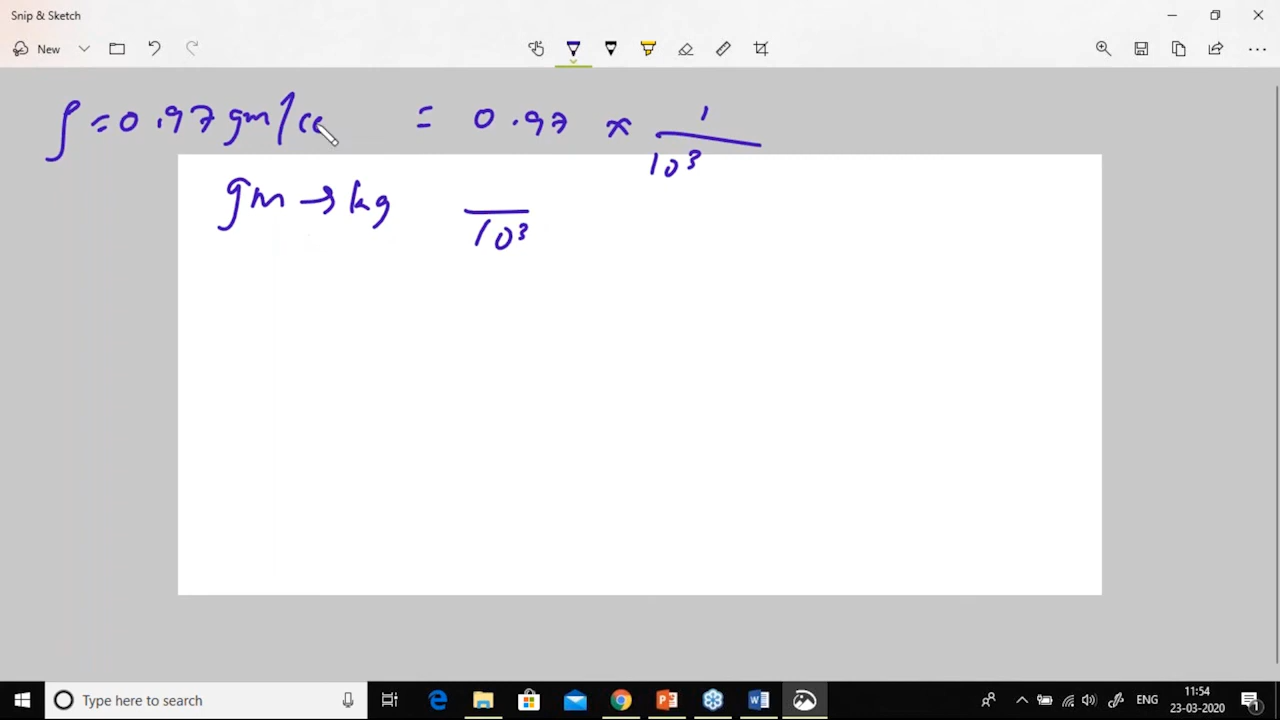 Snip & Sketch
New
ρ = 0.97 gm/cc = 0.97 × 1/10³
gm → kg /10³
Type here to search
ENG
11:54
23-03-2020
1